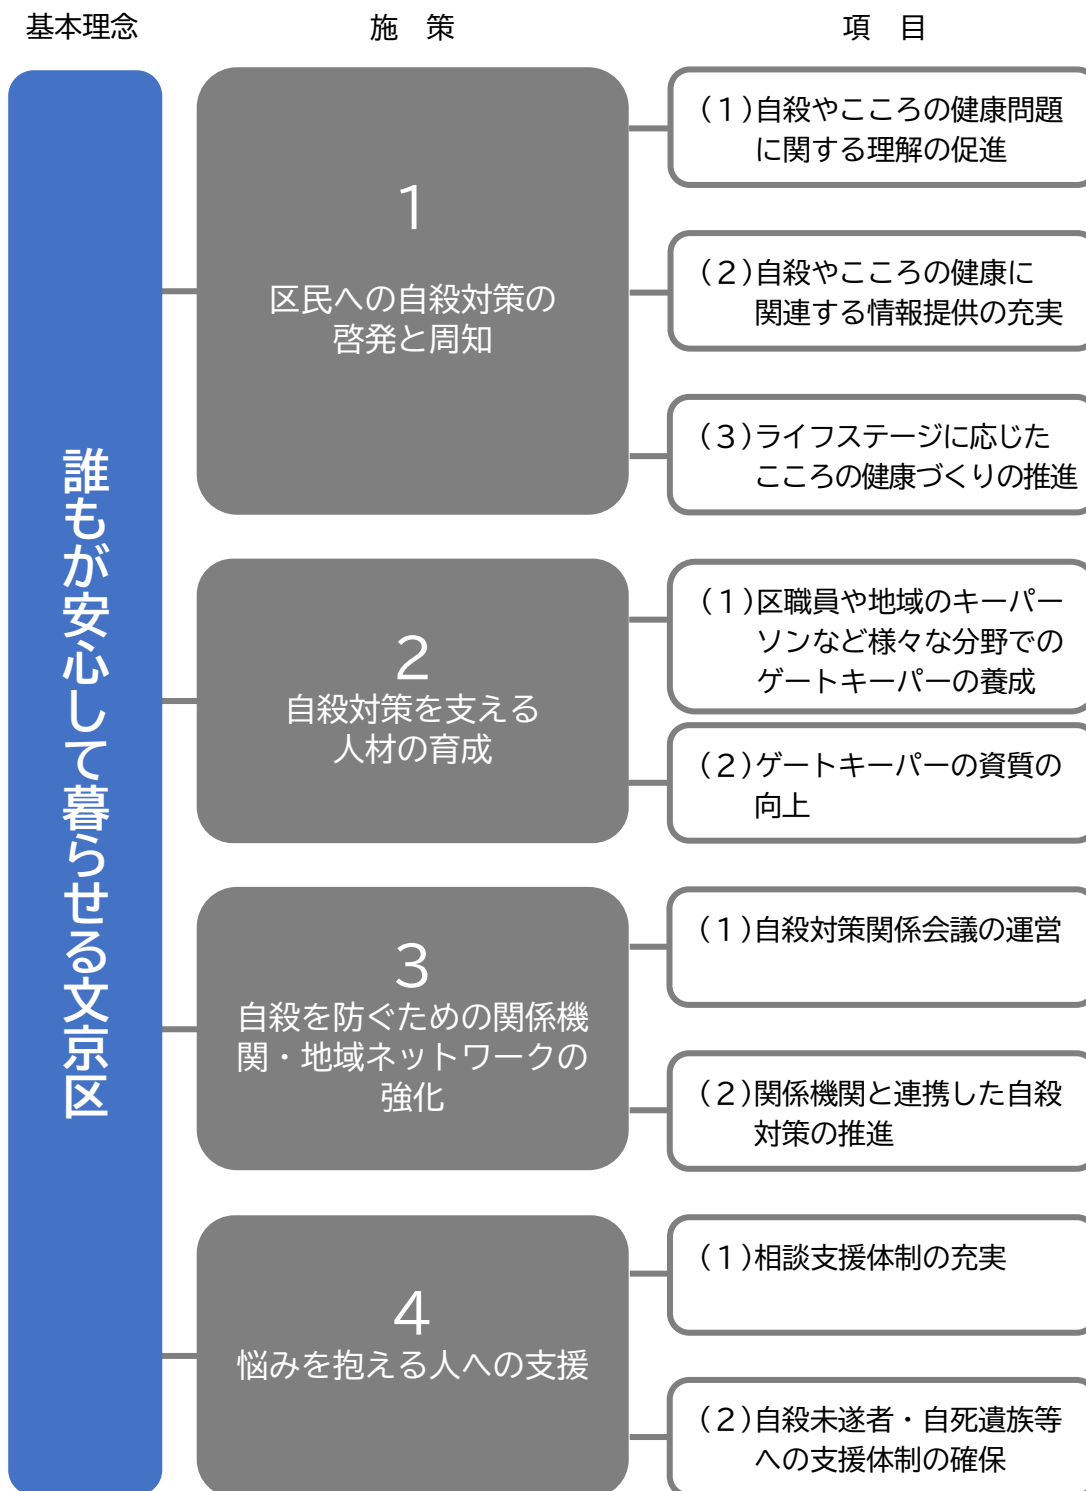 基本理念
施　策
項　目
誰もが安心して暮らせる文京区
1
区民への自殺対策の
啓発と周知
（1）自殺やこころの健康問題
に関する理解の促進
（2）自殺やこころの健康に
関連する情報提供の充実
（3）ライフステージに応じた
こころの健康づくりの推進
2
自殺対策を支える
人材の育成
（1）区職員や地域のキーパー
ソンなど様々な分野での
ゲートキーパーの養成
（2）ゲートキーパーの資質の
向上
3
自殺を防ぐための関係機
関・地域ネットワークの
強化
（1）自殺対策関係会議の運営
（2）関係機関と連携した自殺
対策の推進
4
悩みを抱える人への支援
（1）相談支援体制の充実
（2）自殺未遂者・自死遺族等
への支援体制の確保